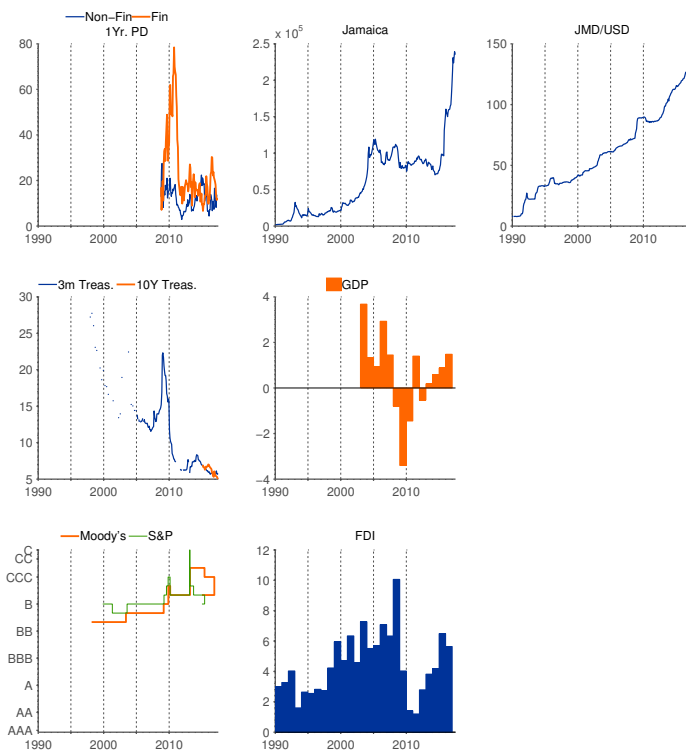 Non-Fin Fin
1Yr. PD
80
60
40
20
0
1990 2000 2010
Jamaica
2.5 x 10^5
2
1.5
1
0.5
0
1990 2000 2010
JMD/USD
150
100
50
0
1990 2000 2010
3m Treas. 10Y Treas.
30
25
20
15
10
5
1990 2000 2010
GDP
4
2
0
−2
−4
1990 2000 2010
Moody's S&P
C
CC
CCC
B
BB
BBB
A
AA
AAA
1990 2000 2010
FDI
12
10
8
6
4
2
0
1990 2000 2010